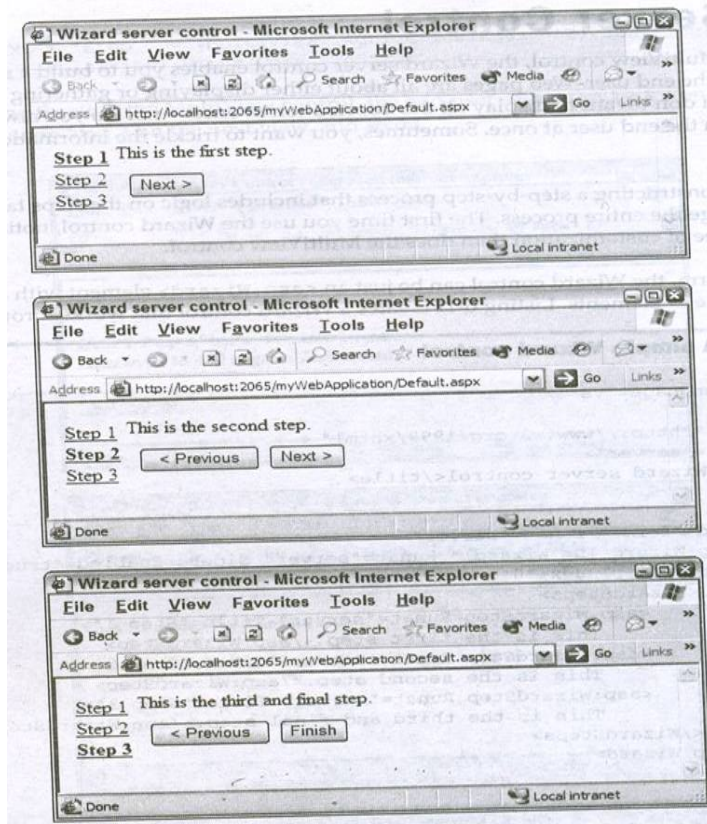 Wizard server control - Microsoft Internet Explorer
File Edit View Favorites Tools Help
Back Search Favorites Media »
Address http://localhost:2065/myWebApplication/Default.aspx Go Links »
Step 1 This is the first step.
Step 2 Next >
Step 3
Done Local intranet
Wizard server control - Microsoft Internet Explorer
File Edit View Favorites Tools Help
Back Search Favorites Media »
Address http://localhost:2065/myWebApplication/Default.aspx Go Links »
Step 1 This is the second step.
Step 2 < Previous Next >
Step 3
Done Local intranet
Wizard server control - Microsoft Internet Explorer
File Edit View Favorites Tools Help
Back Search Favorites Media »
Address http://localhost:2065/myWebApplication/Default.aspx Go Links »
Step 1 This is the third and final step.
Step 2 < Previous Finish
Step 3
Done Local intranet